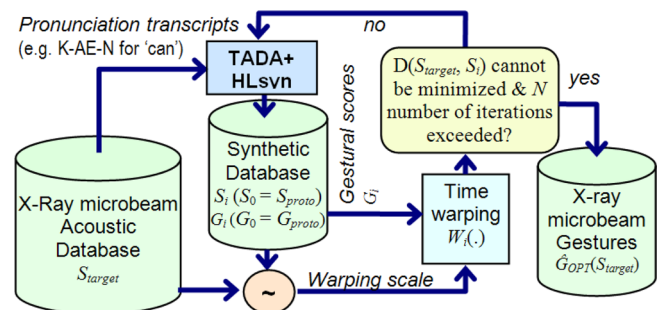 Pronunciation transcripts
(e.g. K-AE-N for ‘can’)
no
TADA+
HLsvn
D(Starget, Si) cannot
be minimized & N
number of iterations
exceeded?
yes
Gestural scores
Gi
Synthetic
Database
Si (S0 = Sproto)
Gi (G0 = Gproto)
X-Ray microbeam
Acoustic
Database
Starget
Time
warping
Wi(.)
X-ray
microbeam
Gestures
ĜOPT(Starget)
~
Warping scale